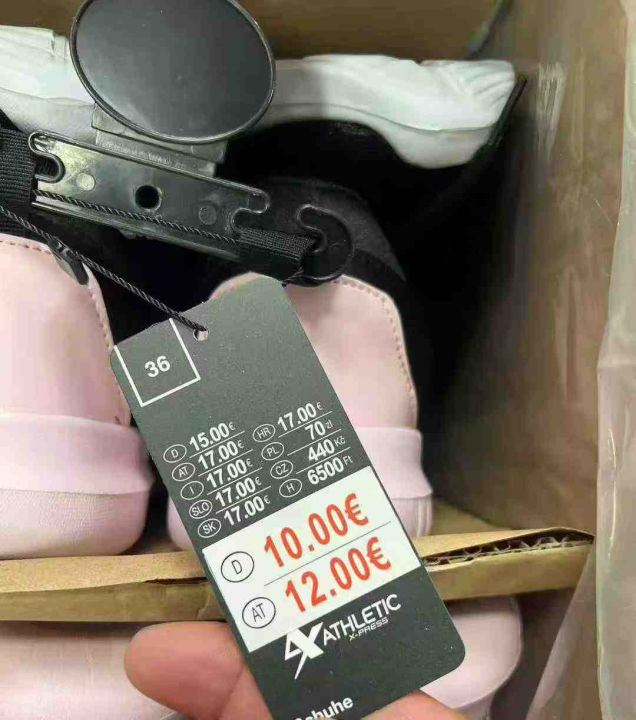 36
D 15.00€ HR 17.00€
AT 17.00€ PL 70 zł
I 17.00€ CZ 440 Kč
SLO 17.00€ H 6500 Ft
SK 17.00€
D 10.00€
AT 12.00€
4X ATHLETIC
X-PRESS